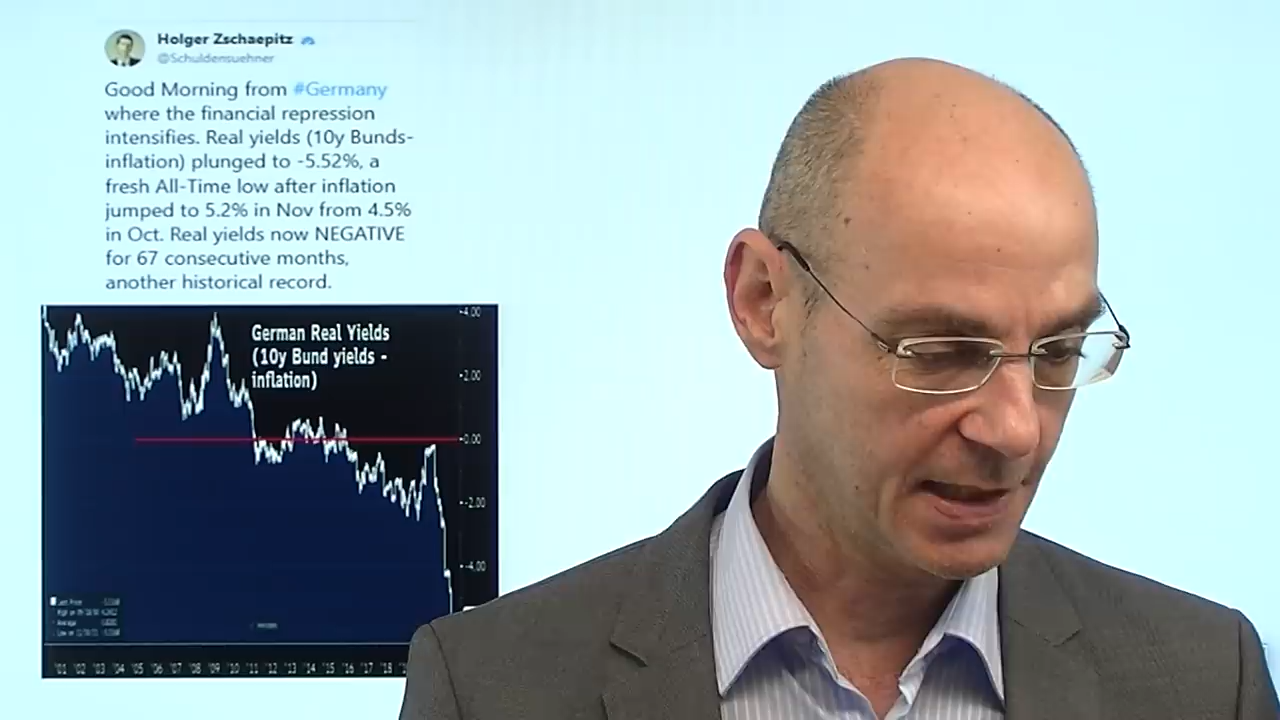 Holger Zschaepitz
@Schuldensuehner
Good Morning from #Germany
where the financial repression
intensifies. Real yields (10y Bunds-
inflation) plunged to -5.52%, a
fresh All-Time low after inflation
jumped to 5.2% in Nov from 4.5%
in Oct. Real yields now NEGATIVE
for 67 consecutive months,
another historical record.
German Real Yields
(10y Bund yields -
inflation)
4.00
2.00
0.00
-2.00
-4.00
Last Price
Average
'01 '02 '03 '04 '05 '06 '07 '08 '09 '10 '11 '12 '13 '14 '15 '16 '17 '18